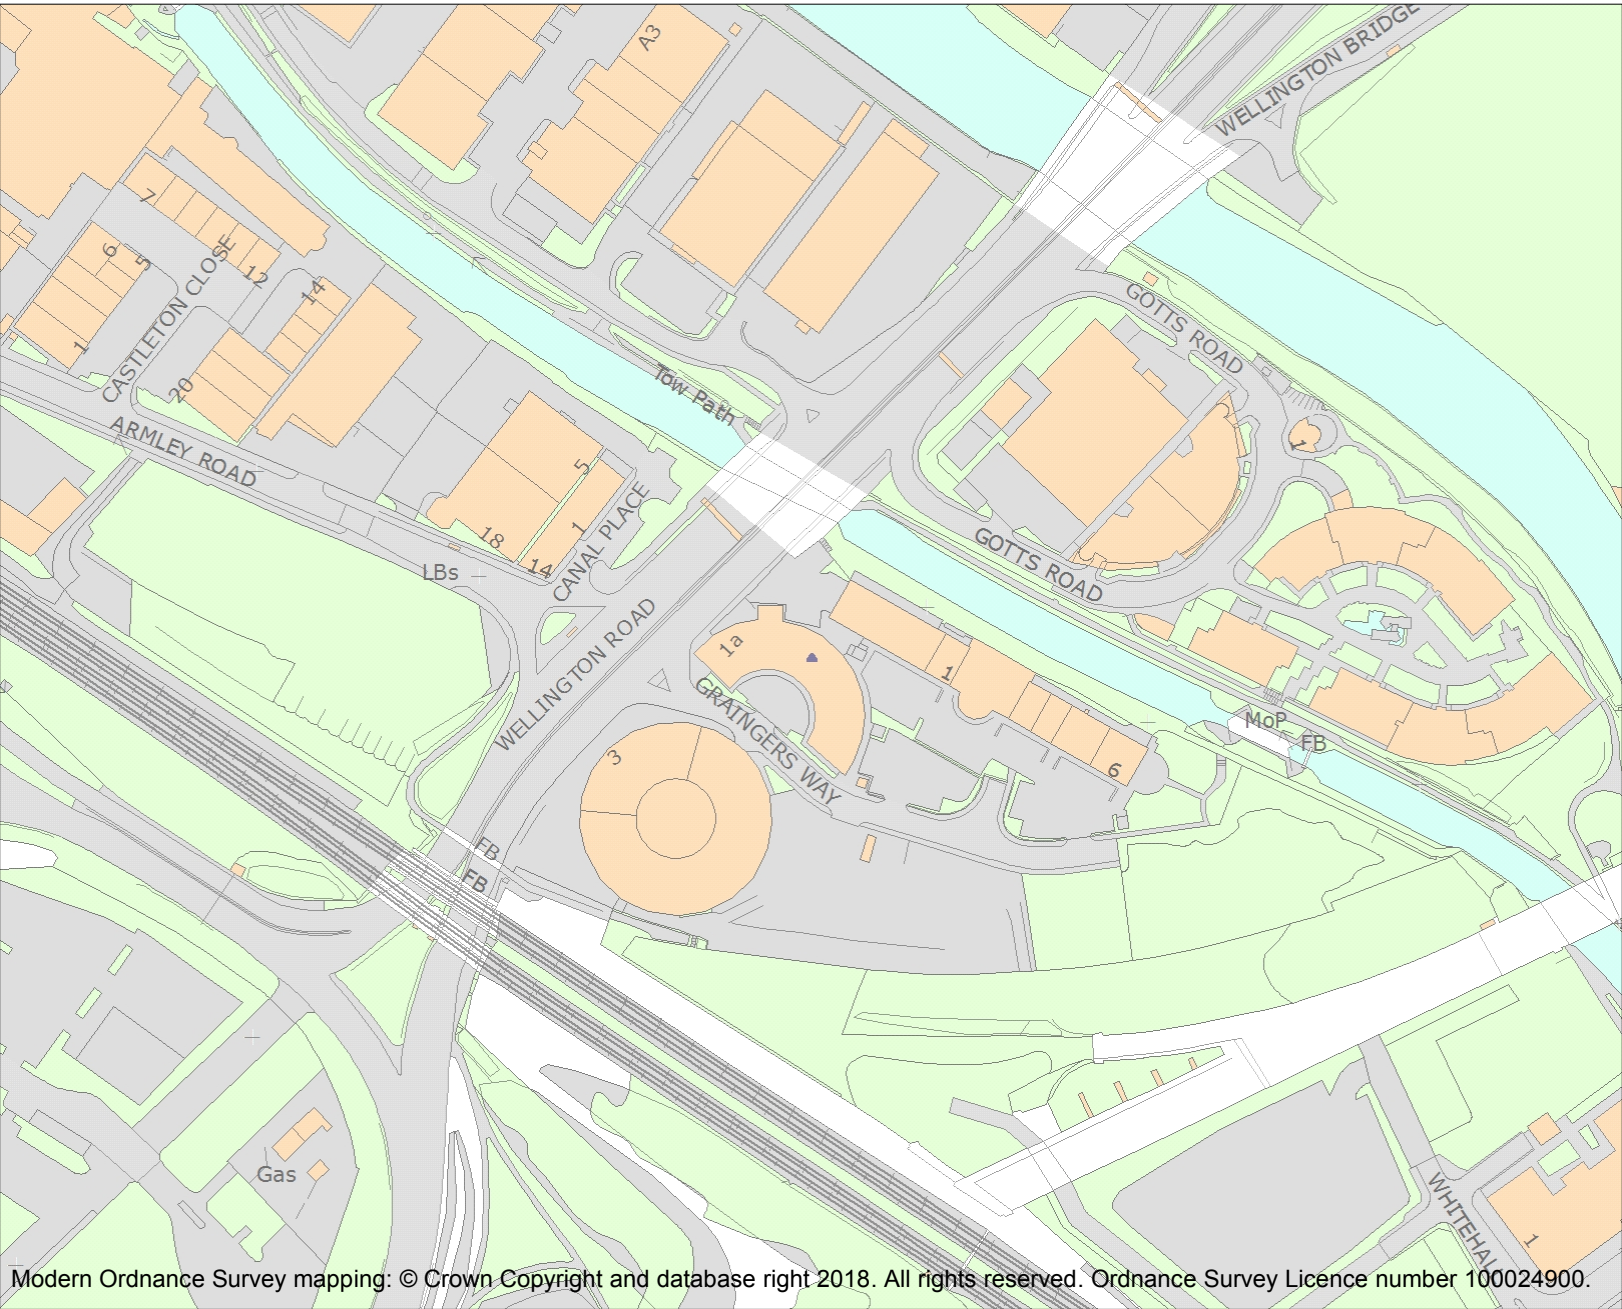 A3
WELLINGTON BRIDGE
7
6
5
12
14
CASTLETON CLOSE
1
20
GOTTS ROAD
Tow Path
ARMLEY ROAD
1
5
18
1
14
LBs
CANAL PLACE
GOTTS ROAD
WELLINGTON ROAD
1a
1
GRAINGERS WAY
MoP
FB
3
6
FB
FB
Gas
WHITEHAL
1
Modern Ordnance Survey mapping: © Crown Copyright and database right 2018. All rights reserved. Ordnance Survey Licence number 100024900.